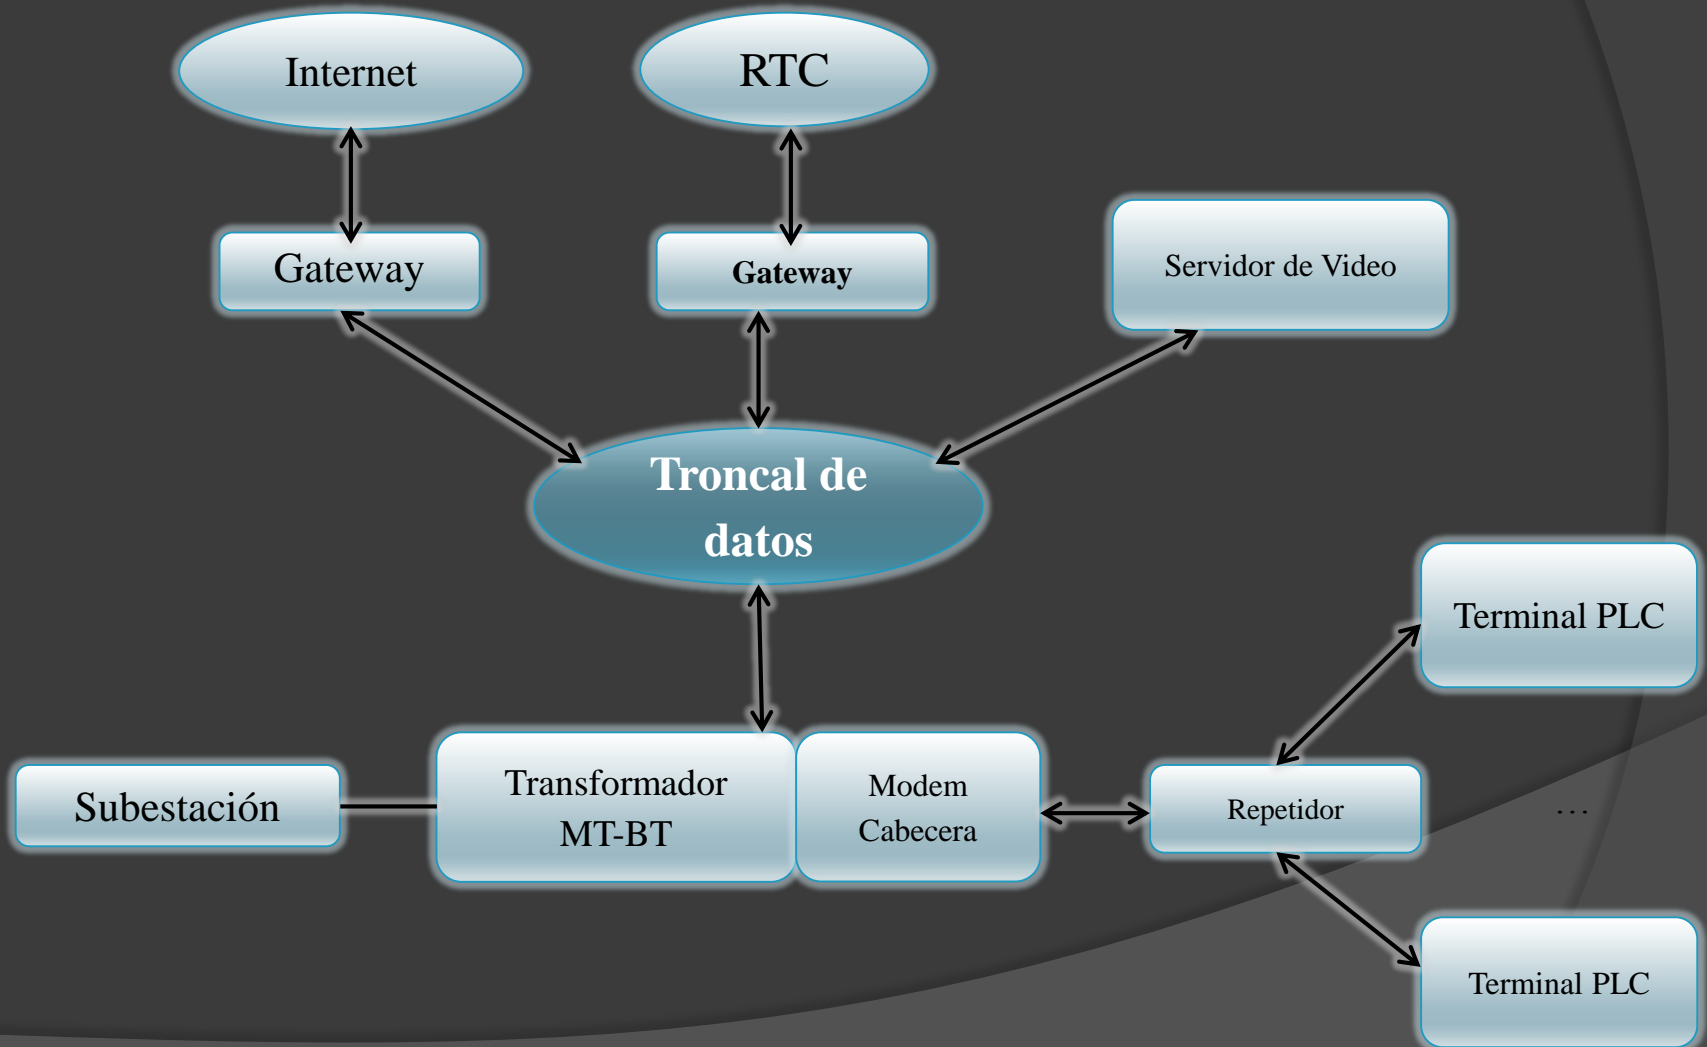 Internet
RTC
Gateway
Gateway
Servidor de Video
Troncal de
datos
Terminal PLC
Subestación
Transformador
MT-BT
Modem
Cabecera
Repetidor
…
Terminal PLC